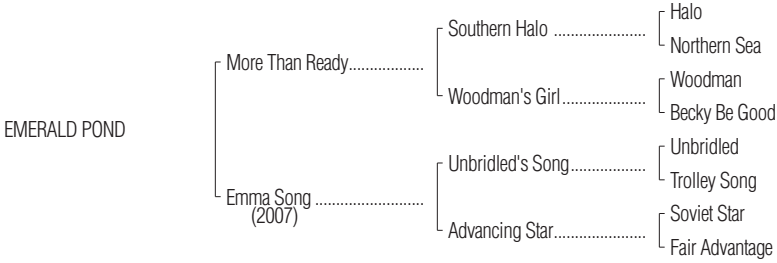 Halo
Southern Halo ......................
Northern Sea
More Than Ready..................
Woodman
Woodman's Girl....................
Becky Be Good
EMERALD POND
Unbridled
Unbridled's Song..................
Trolley Song
Emma Song ..........................
(2007)
Soviet Star
Advancing Star......................
Fair Advantage